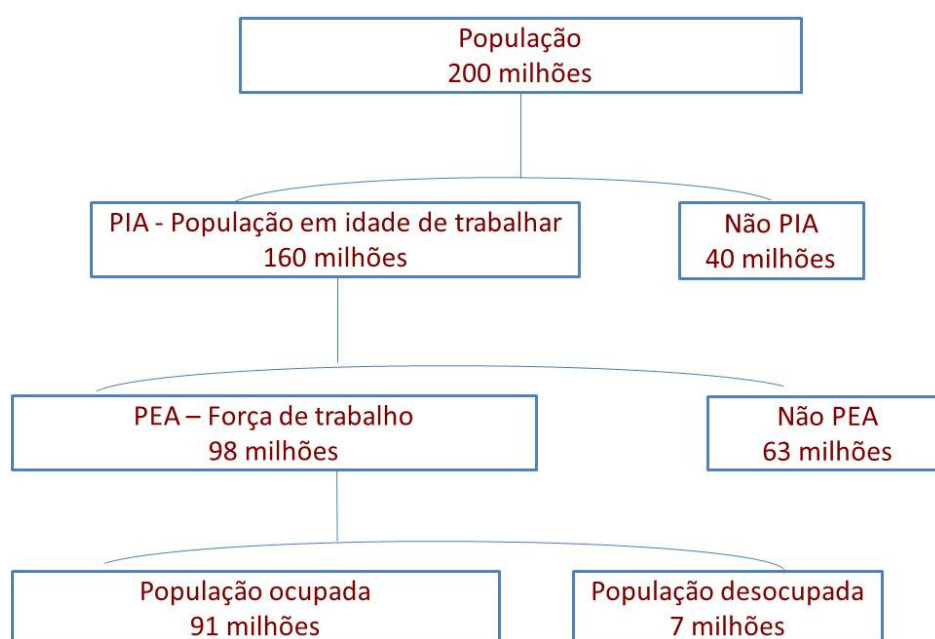 População
200 milhões
PIA - População em idade de trabalhar
160 milhões
Não PIA
40 milhões
PEA – Força de trabalho
98 milhões
Não PEA
63 milhões
População ocupada
91 milhões
População desocupada
7 milhões